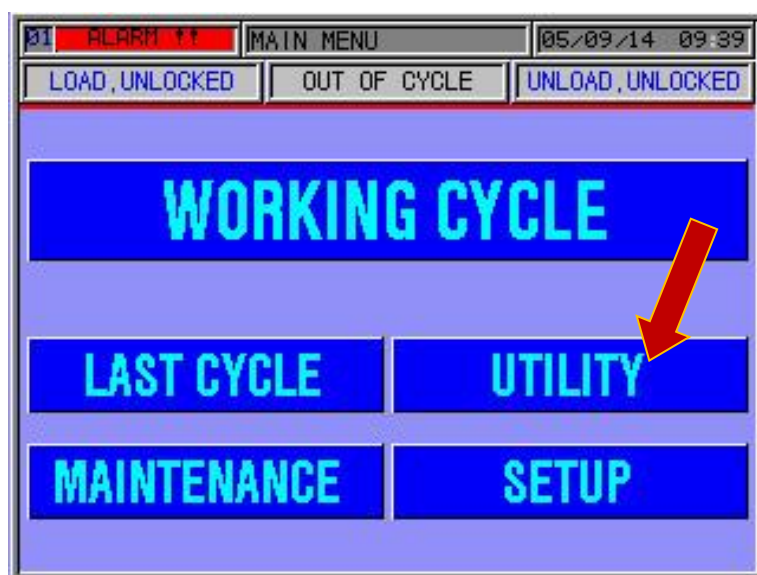 01 ALARM !! MAIN MENU 05/09/14 09:39
LOAD,UNLOCKED OUT OF CYCLE UNLOAD,UNLOCKED
WORKING CYCLE
LAST CYCLE UTILITY
MAINTENANCE SETUP